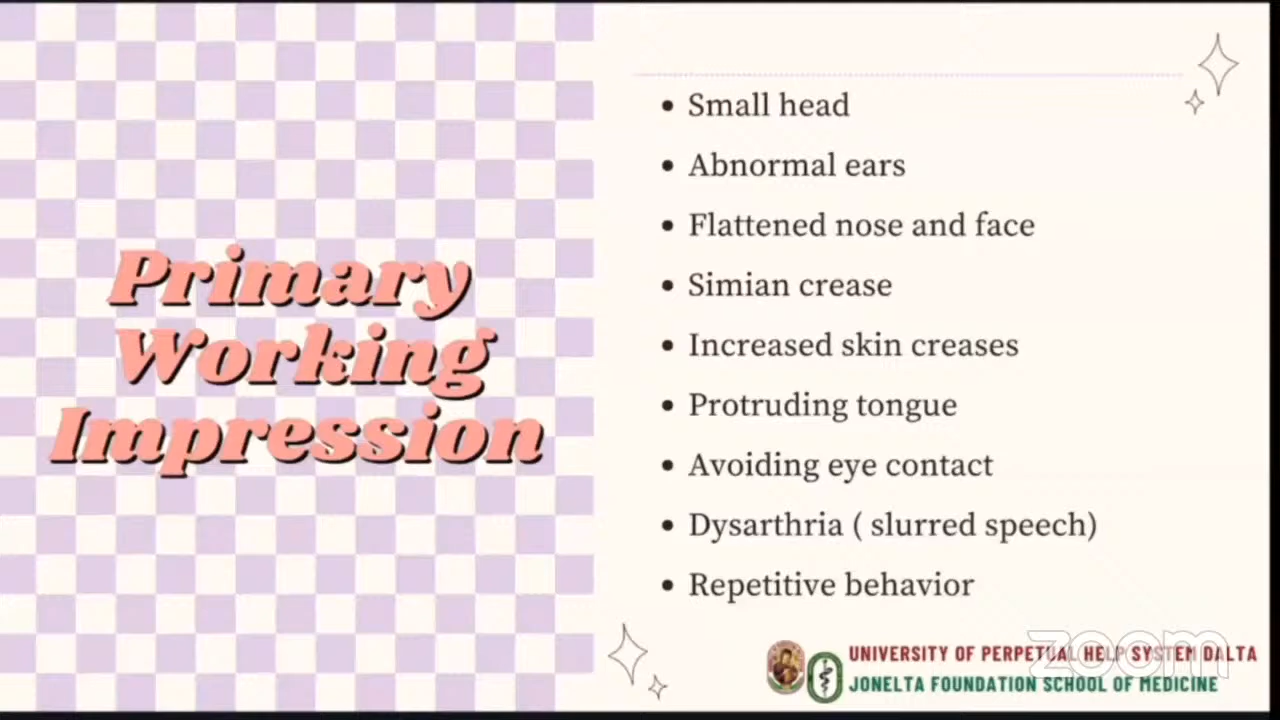 Primary
Working
Impression
• Small head
• Abnormal ears
• Flattened nose and face
• Simian crease
• Increased skin creases
• Protruding tongue
• Avoiding eye contact
• Dysarthria ( slurred speech)
• Repetitive behavior
zoom
UNIVERSITY OF PERPETUAL HELP SYSTEM DALTA
JONELTA FOUNDATION SCHOOL OF MEDICINE